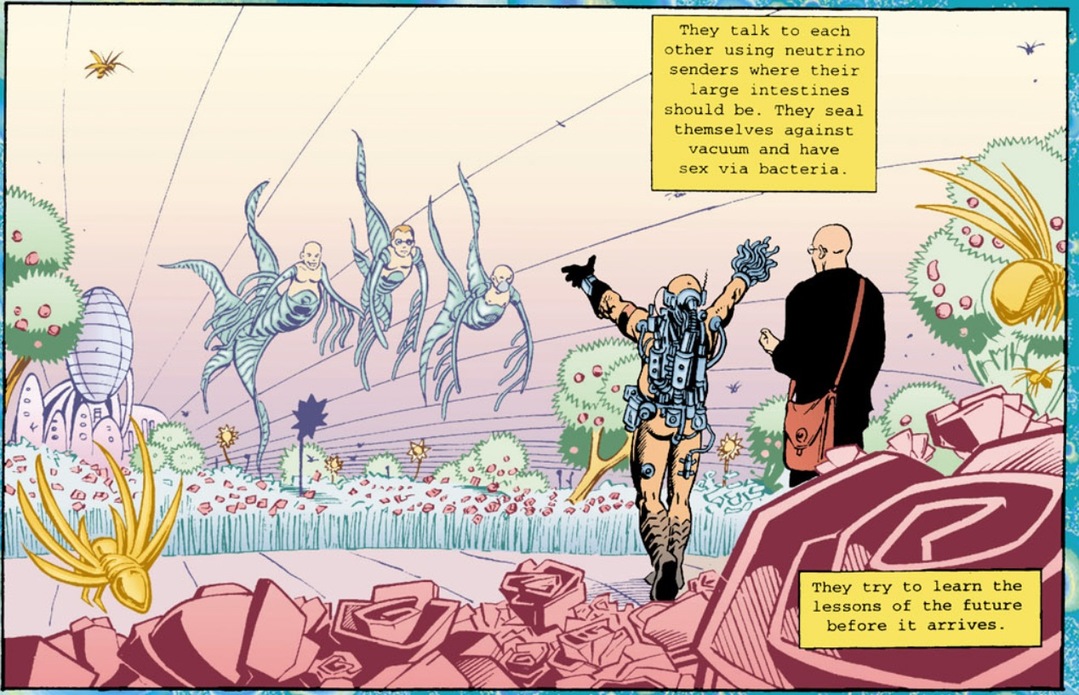 They talk to each
other using neutrino
senders where their
large intestines
should be. They seal
themselves against
vacuum and have
sex via bacteria.
They try to learn the
lessons of the future
before it arrives.